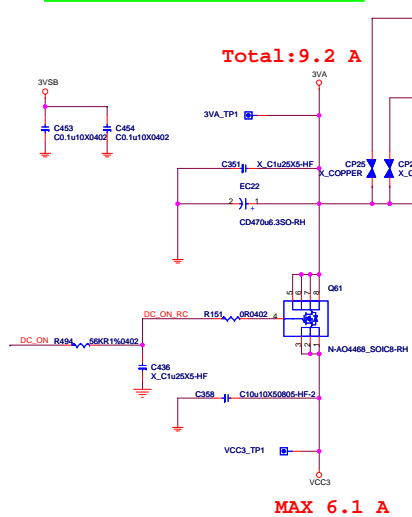 Total:9.2 A
3VSB
3VA
3VA_TP1
C453
C0.1u10X0402
C454
C0.1u10X0402
C351
X_C1u25X5-HF
CP25
X_COPPER
EC22
2
1
+
CD470u6.3SO-RH
5
6
7
8
Q61
DC_ON_RC
R151
0R0402
4
DC_ON
R494
56KR1%0402
3
2
1
N-AO4468_SOIC8-RH
C436
X_C1u25X5-HF
C358
C10u10X50805-HF-2
VCC3_TP1
VCC3
MAX 6.1 A